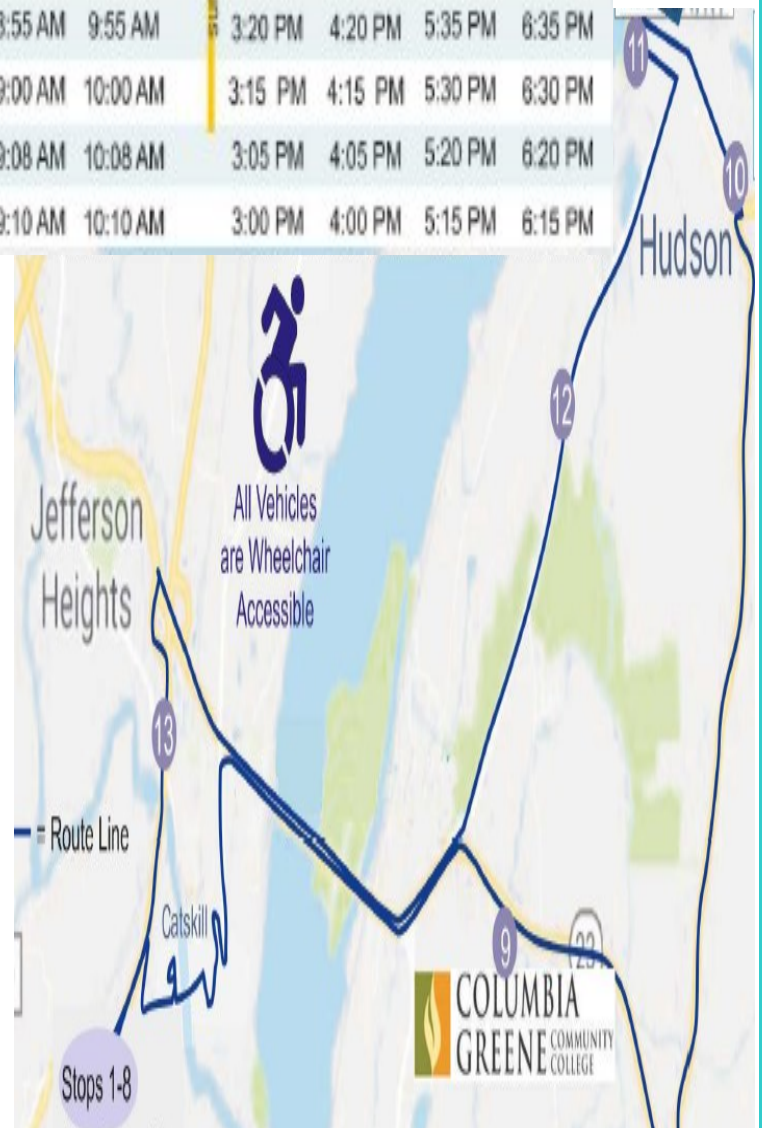 8:55 AM 9:55 AM 3:20 PM 4:20 PM 5:35 PM 6:35 PM
9:00 AM 10:00 AM 3:15 PM 4:15 PM 5:30 PM 6:30 PM
9:08 AM 10:08 AM 3:05 PM 4:05 PM 5:20 PM 6:20 PM
9:10 AM 10:10 AM 3:00 PM 4:00 PM 5:15 PM 6:15 PM
11
10
Hudson
12
All Vehicles
are Wheelchair
Accessible
Jefferson
Heights
13
= Route Line
Catskill
9
23
COLUMBIA
GREENE COMMUNITY
COLLEGE
Stops 1-8